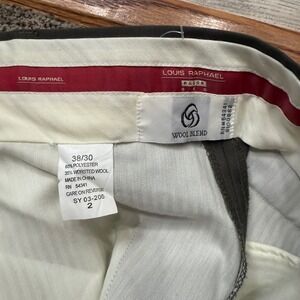 LOUIS RAPHAEL
LOUIS RAPHAEL
WOOL BLEND
38/30
65% POLYESTER
35% WORSTED WOOL
MADE IN CHINA
RN 54341
CARE ON REVERSE
SY 03-206
2